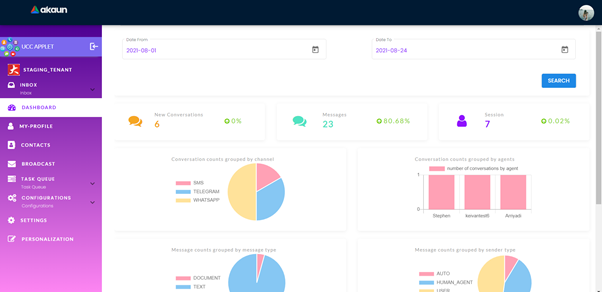 akaun
UCC APPLET
STAGING_TENANT
INBOX
Inbox
DASHBOARD
MY-PROFILE
CONTACTS
BROADCAST
TASK QUEUE
Task Queue
CONFIGURATIONS
Configurations
SETTINGS
PERSONALIZATION
Date From
2021-08-01
Date To
2021-08-24
SEARCH
New Conversations
6
0%
Messages
23
80.68%
Session
7
0.02%
Conversation counts grouped by channel
SMS
TELEGRAM
WHATSAPP
Conversation counts grouped by agents
number of conversations by agent
1
0
Stephen
kervantest5
Arriyadi
Message counts grouped by message type
DOCUMENT
TEXT
Message counts grouped by sender type
AUTO
HUMAN_AGENT
USER